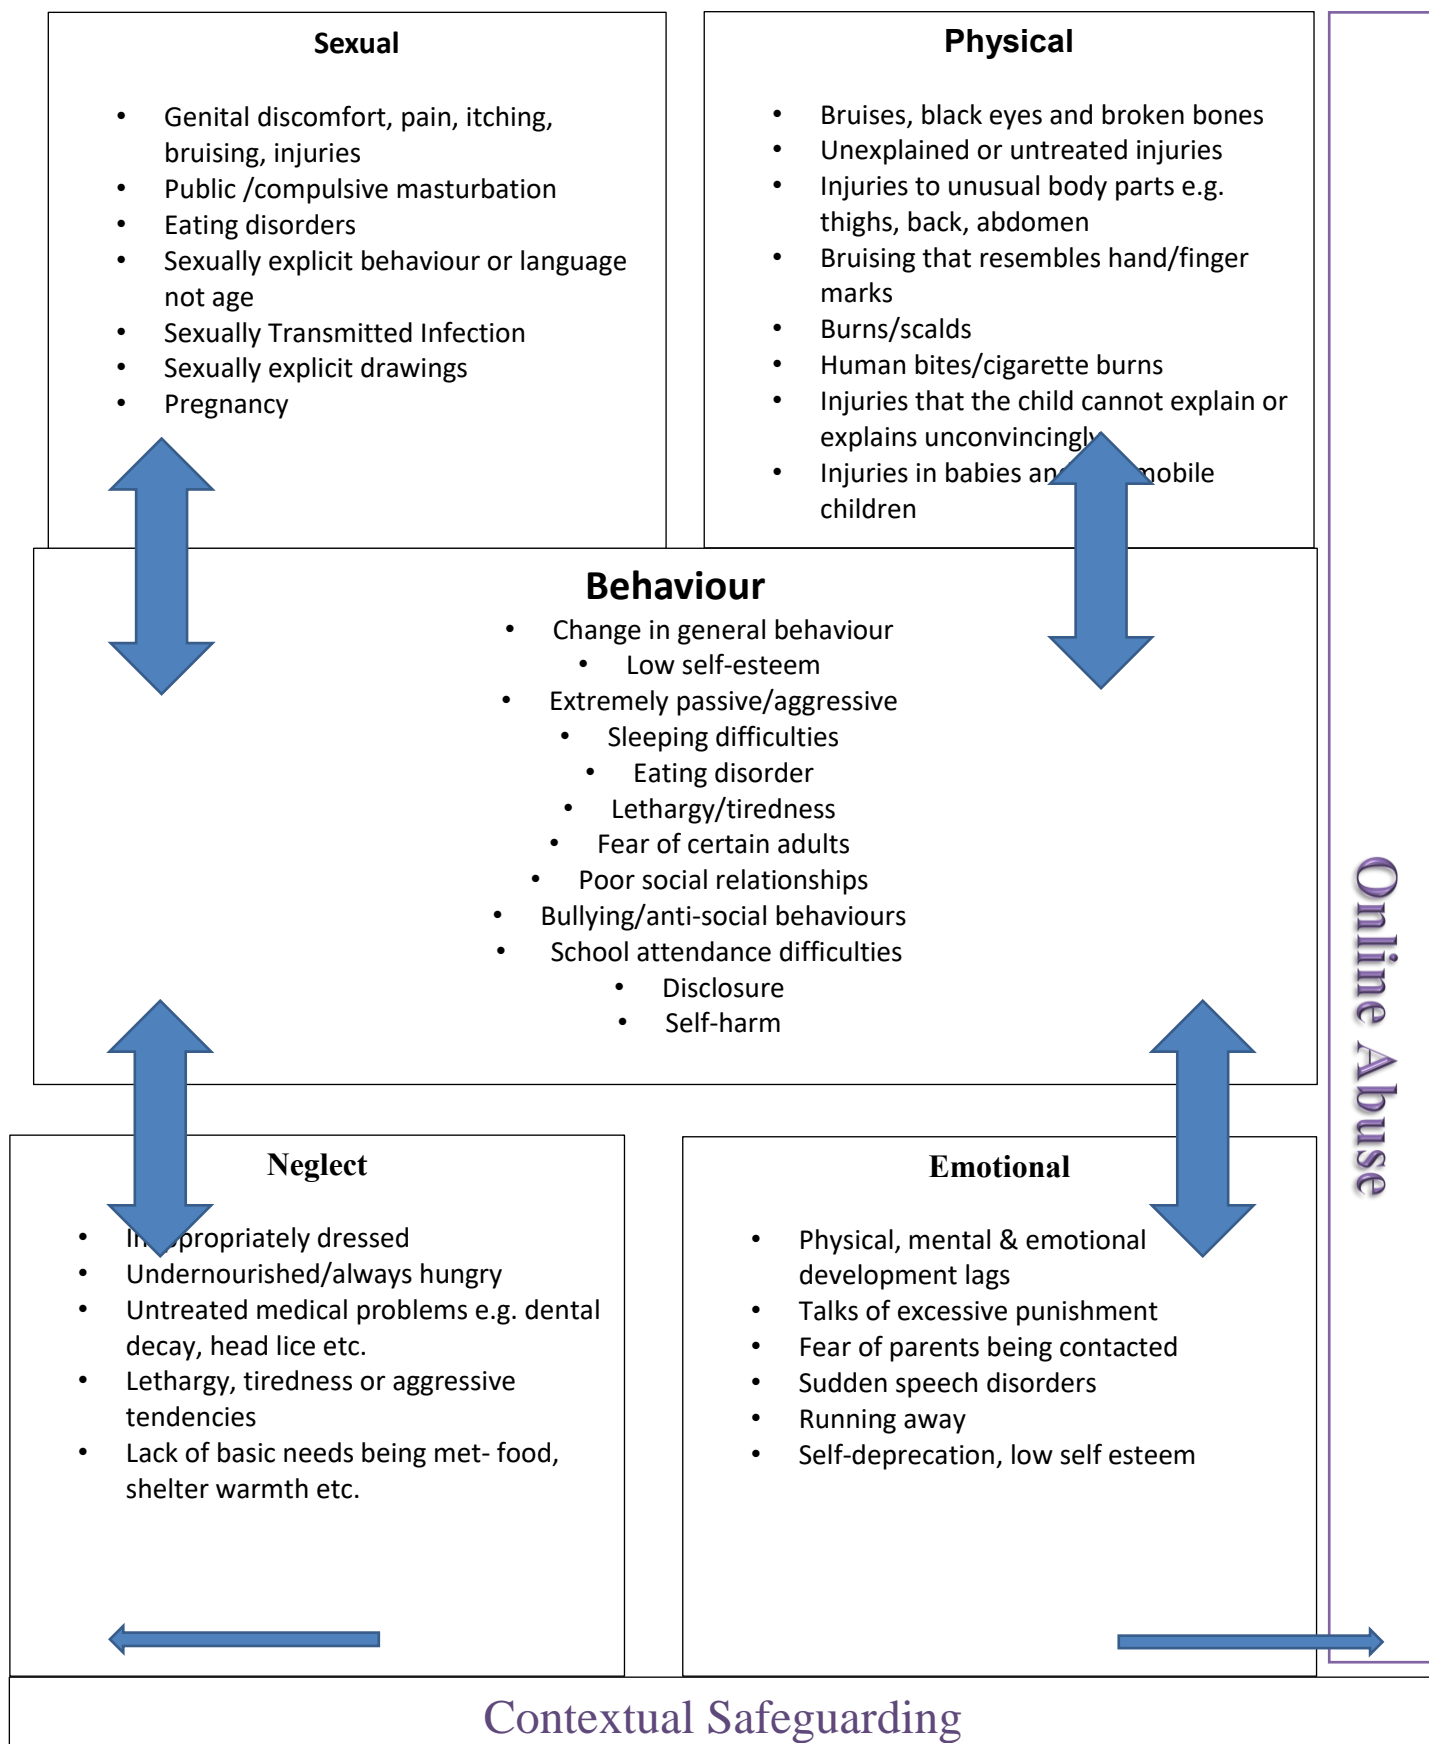 Sexual
• Genital discomfort, pain, itching,
bruising, injuries
• Public /compulsive masturbation
• Eating disorders
• Sexually explicit behaviour or language
not age
• Sexually Transmitted Infection
• Sexually explicit drawings
• Pregnancy
Physical
• Bruises, black eyes and broken bones
• Unexplained or untreated injuries
• Injuries to unusual body parts e.g.
thighs, back, abdomen
• Bruising that resembles hand/finger
marks
• Burns/scalds
• Human bites/cigarette burns
• Injuries that the child cannot explain or
explains unconvincingly
• Injuries in babies and mobile
children
Behaviour
• Change in general behaviour
• Low self-esteem
• Extremely passive/aggressive
• Sleeping difficulties
• Eating disorder
• Lethargy/tiredness
• Fear of certain adults
• Poor social relationships
• Bullying/anti-social behaviours
• School attendance difficulties
• Disclosure
• Self-harm
Neglect
• Inappropriately dressed
• Undernourished/always hungry
• Untreated medical problems e.g. dental
decay, head lice etc.
• Lethargy, tiredness or aggressive
tendencies
• Lack of basic needs being met- food,
shelter warmth etc.
Emotional
• Physical, mental & emotional
development lags
• Talks of excessive punishment
• Fear of parents being contacted
• Sudden speech disorders
• Running away
• Self-deprecation, low self esteem
Online Abuse
Contextual Safeguarding